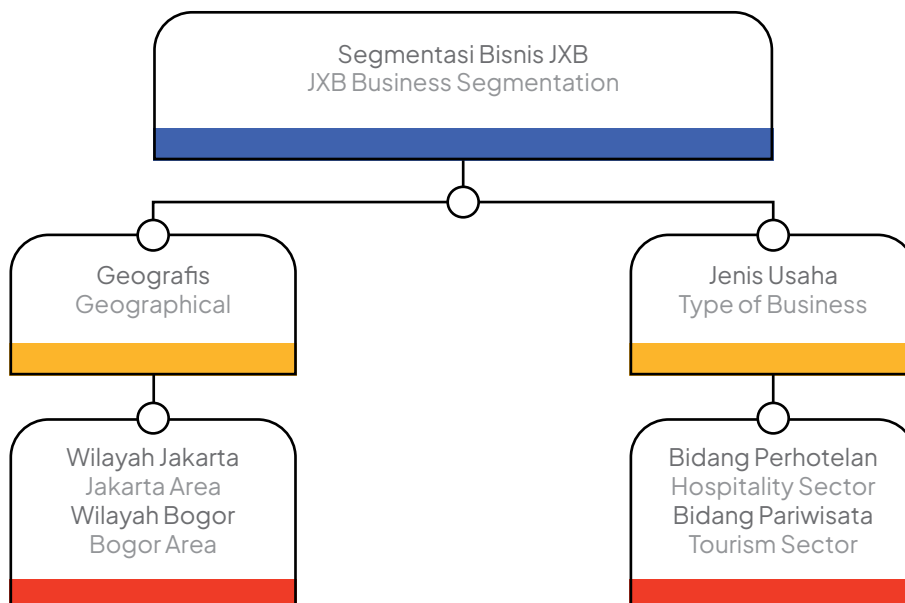 Segmentasi Bisnis JXB
JXB Business Segmentation
Geografis
Geographical
Jenis Usaha
Type of Business
Wilayah Jakarta
Jakarta Area
Wilayah Bogor
Bogor Area
Bidang Perhotelan
Hospitality Sector
Bidang Pariwisata
Tourism Sector